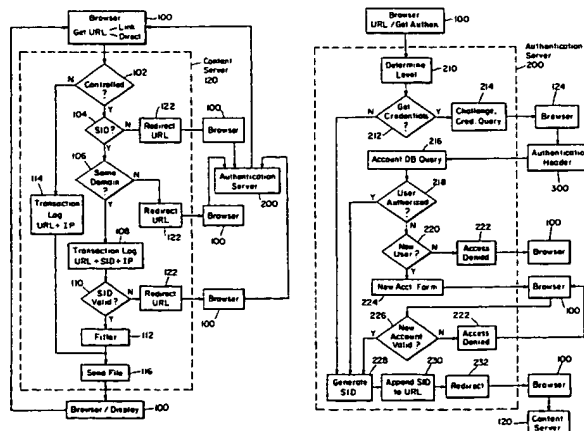 Browser
Get URL
Link
Direct
100
Content
Server
120
Controlled
?
102
N
Y
104
SID?
N
122
Redirect
URL
100
Browser
106
Same
Domain
?
N
Y
Redirect
URL
122
Browser
100
Authentication
Server
200
114
Transaction
Log
URL + IP
108
Transaction Log
URL + SID + IP
110
SID
Valid?
N
Y
122
Redirect
URL
Browser
100
Filter
112
Send File
116
Browser / Display
100
Browser
URL / Get Authen.
100
Authentication
Server
200
Determine
Level
210
Get
Credentials
?
212
N
Y
214
Challenge,
Cred. Query
124
Browser
Authentication
Header
300
216
Account DB Query
218
User
Authorized
?
Y
N
220
New
User?
N
Y
222
Access
Denied
100
Browser
224
New Acct Form
Browser
100
226
New
Account
Valid ?
Y
N
222
Access
Denied
228
Generate
SID
230
Append SID
to URL
232
Redirect
100
Browser
120
Content
Server